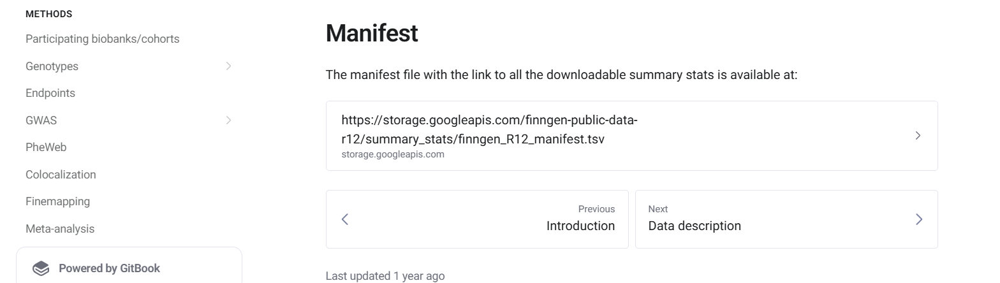 METHODS
Participating biobanks/cohorts
Genotypes
Endpoints
GWAS
PheWeb
Colocalization
Finemapping
Meta-analysis
Powered by GitBook
Manifest
The manifest file with the link to all the downloadable summary stats is available at:
https://storage.googleapis.com/finngen-public-data-
r12/summary_stats/finngen_R12_manifest.tsv
storage.googleapis.com
Previous
Introduction
Next
Data description
Last updated 1 year ago